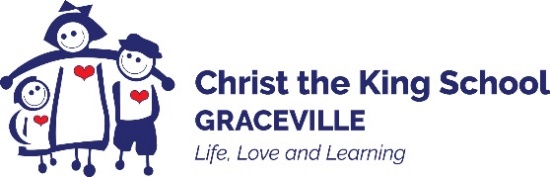 Christ the King School
GRACEVILLE
Life, Love and Learning